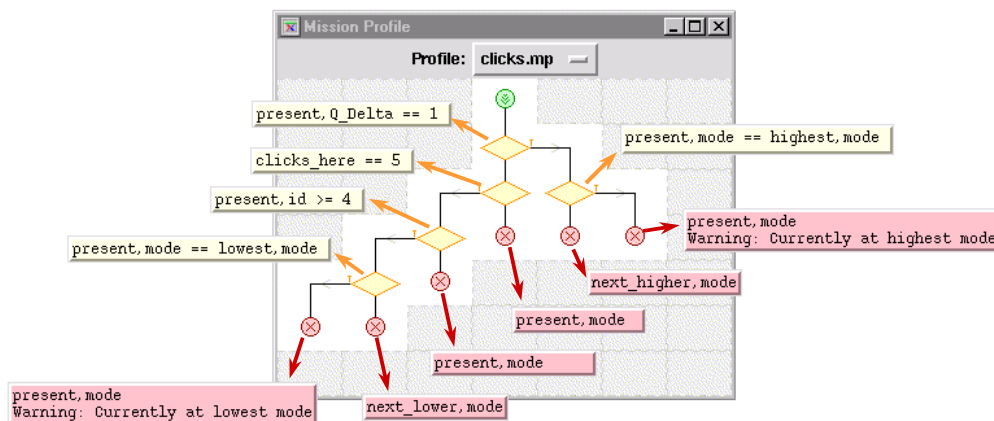 Mission Profile
Profile: clicks.mp
present,Q_Delta == 1
present,mode == highest,mode
clicks_here == 5
present,id >= 4
present,mode == lowest,mode
present,mode
Warning: Currently at highest mode
next_higher,mode
present,mode
present,mode
present,mode
Warning: Currently at lowest mode
next_lower,mode